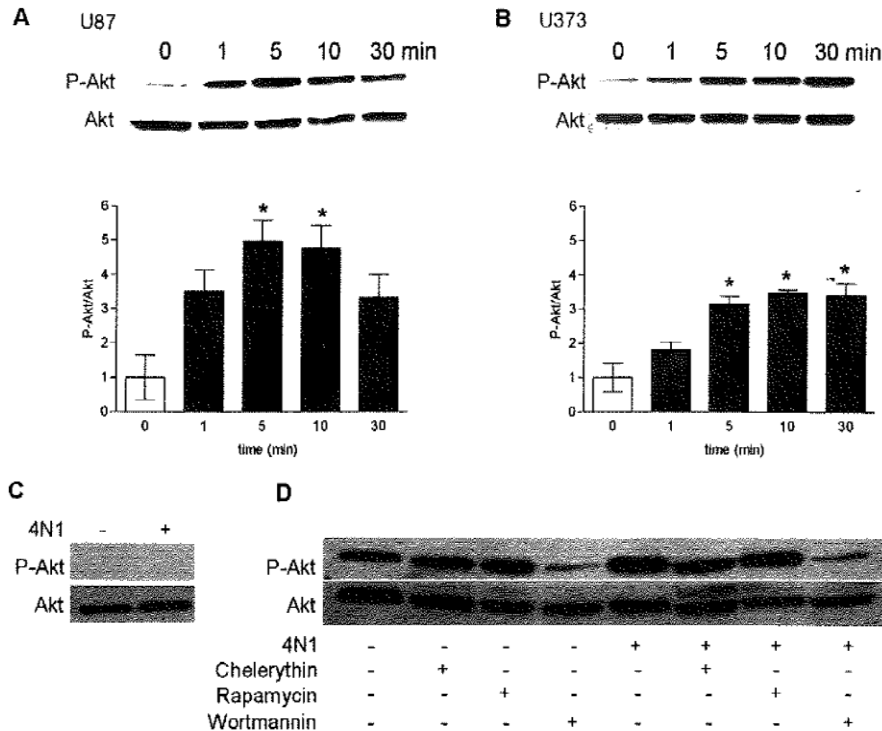 A U87
0 1 5 10 30 min
P-Akt
Akt
6
5
4
3
2
1
0
P-Akt/Akt
* *
0 1 5 10 30
time (min)
B U373
0 1 5 10 30 min
P-Akt
Akt
6
5
4
3
2
1
0
P-Akt/Akt
* * *
0 1 5 10 30
time (min)
C
4N1 - +
P-Akt
Akt
D
P-Akt
Akt
4N1 - - - - + + + +
Chelerythin - + - - - + - -
Rapamycin - - + - - - + -
Wortmannin - - - + - - - +